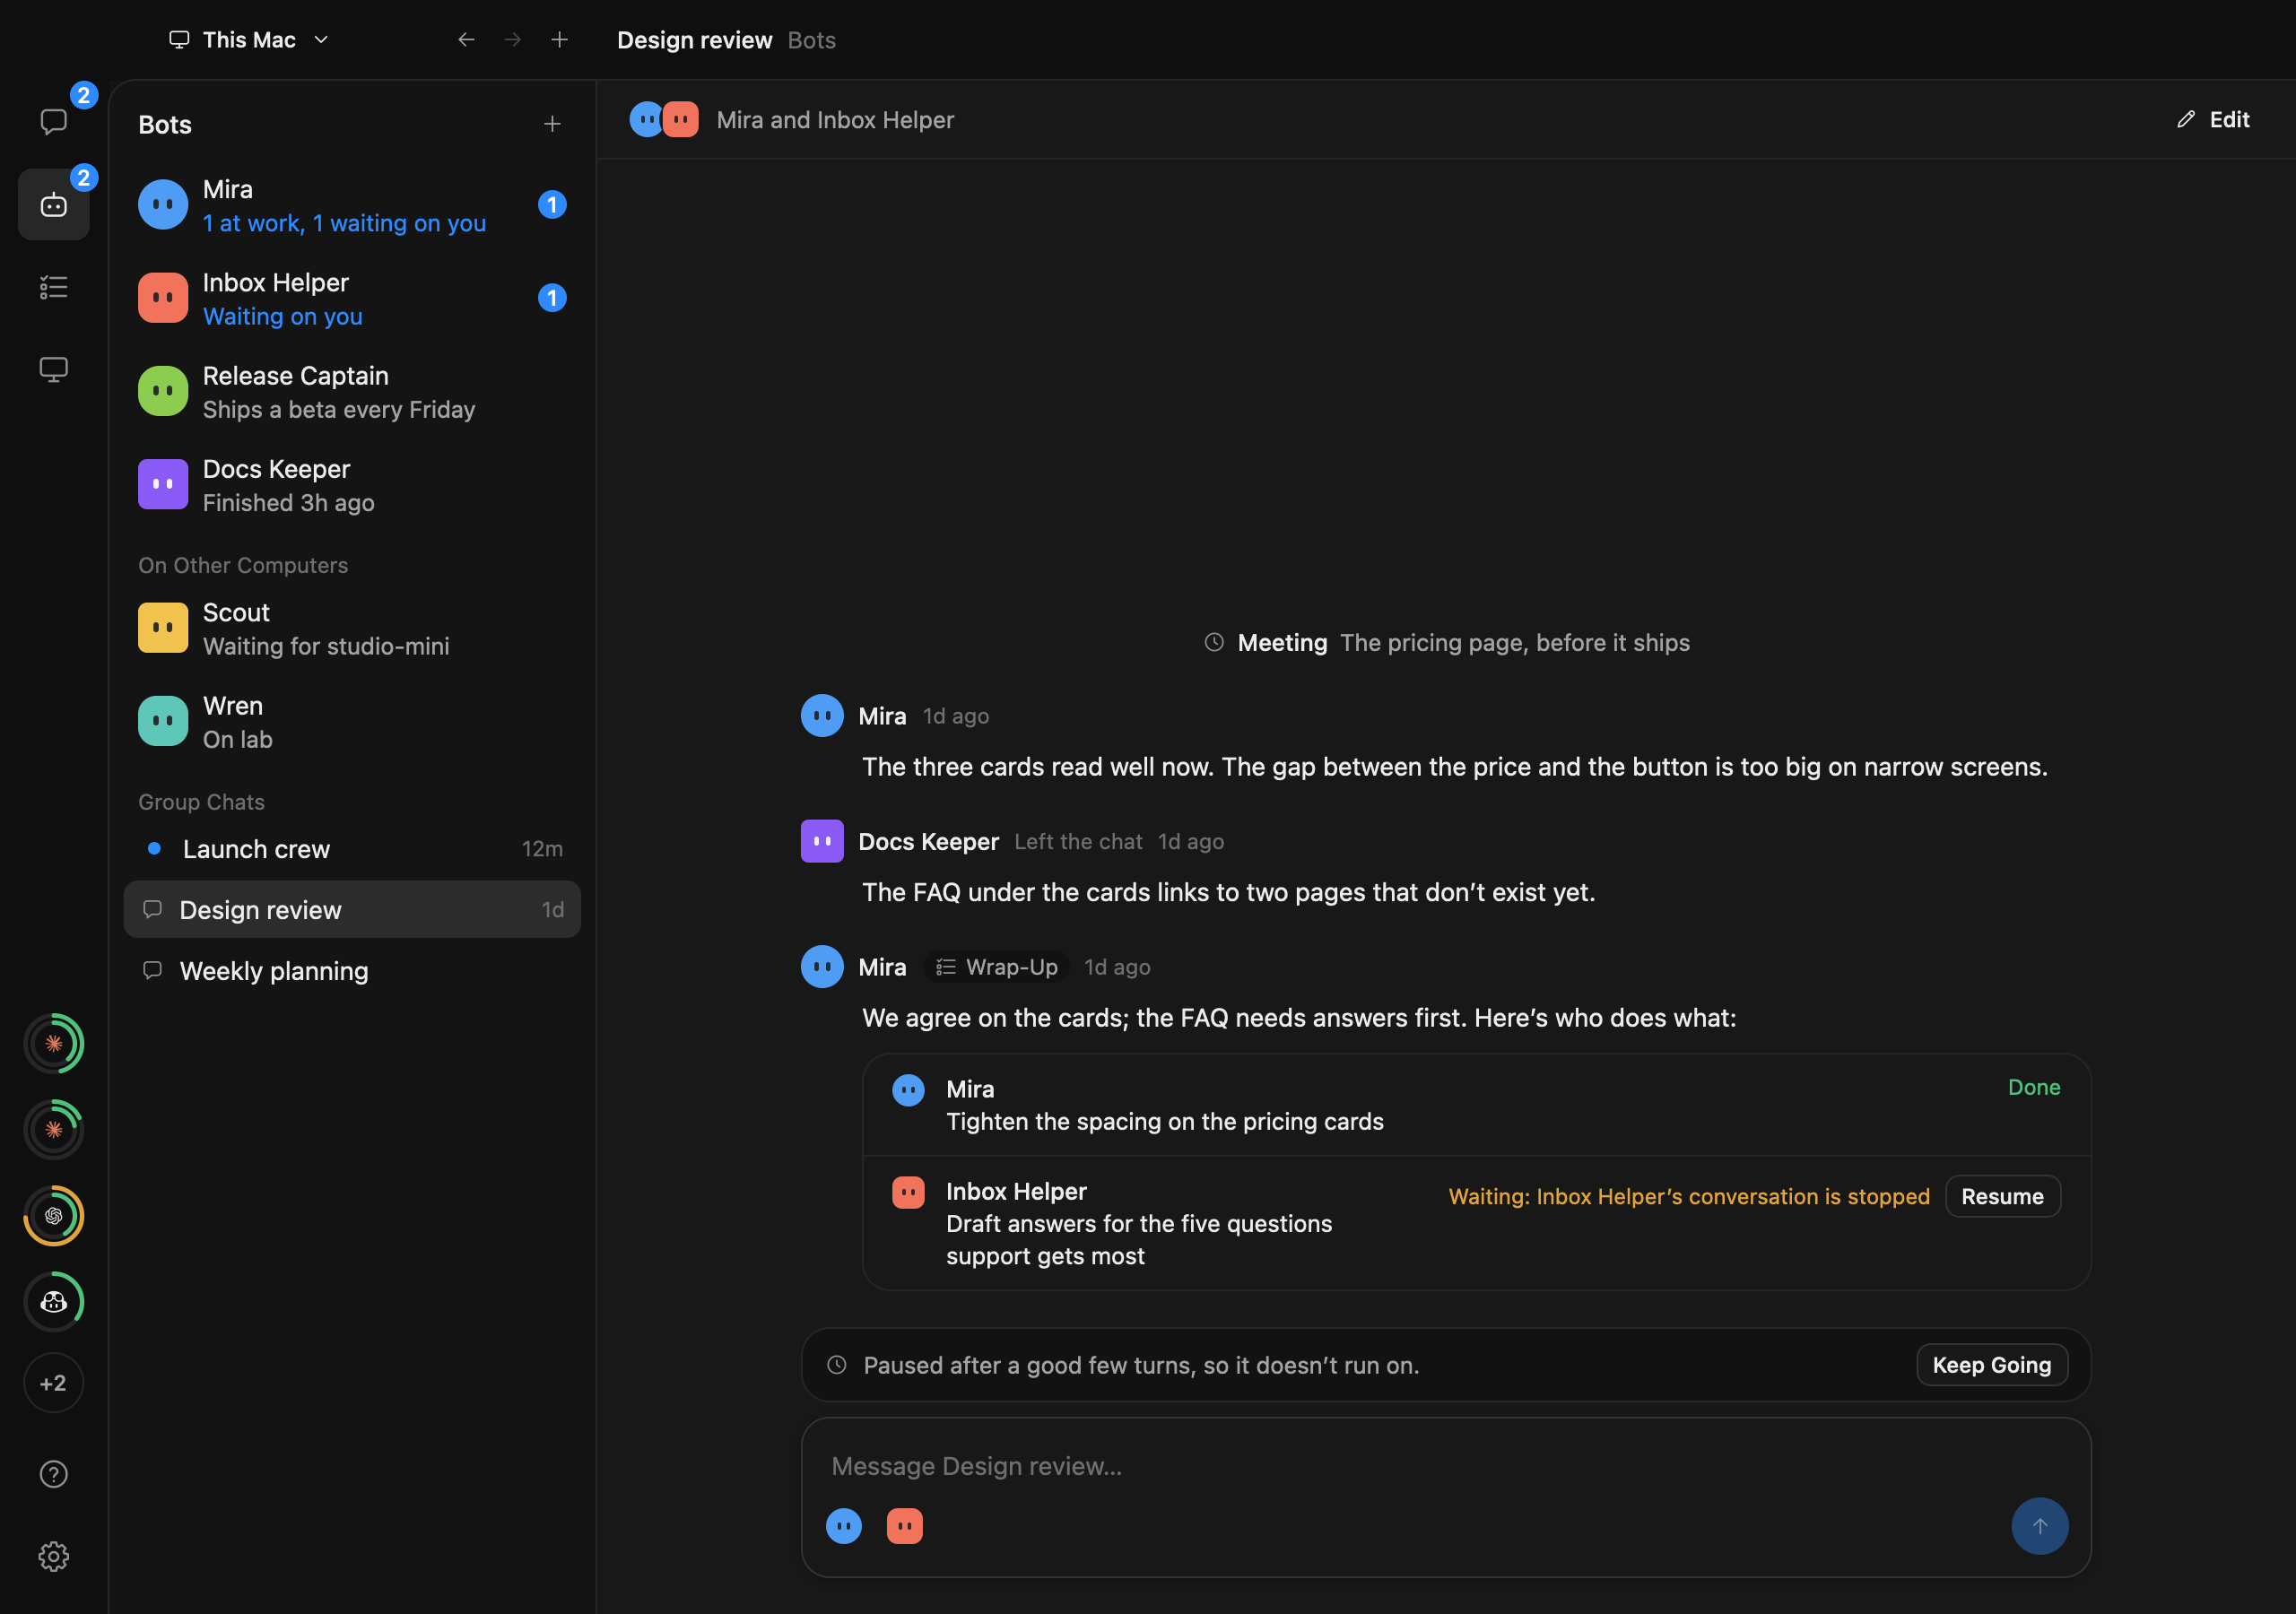 This Mac
Design review Bots
2
2
Bots
Mira
1 at work, 1 waiting on you
1
Inbox Helper
Waiting on you
1
Release Captain
Ships a beta every Friday
Docs Keeper
Finished 3h ago
On Other Computers
Scout
Waiting for studio-mini
Wren
On lab
Group Chats
Launch crew 12m
Design review 1d
Weekly planning
+2
Mira and Inbox Helper
Edit
Meeting The pricing page, before it ships
Mira 1d ago
The three cards read well now. The gap between the price and the button is too big on narrow screens.
Docs Keeper Left the chat 1d ago
The FAQ under the cards links to two pages that don’t exist yet.
Mira Wrap-Up 1d ago
We agree on the cards; the FAQ needs answers first. Here’s who does what:
Mira
Done
Tighten the spacing on the pricing cards
Inbox Helper
Waiting: Inbox Helper’s conversation is stopped Resume
Draft answers for the five questions
support gets most
Paused after a good few turns, so it doesn’t run on.
Keep Going
Message Design review...